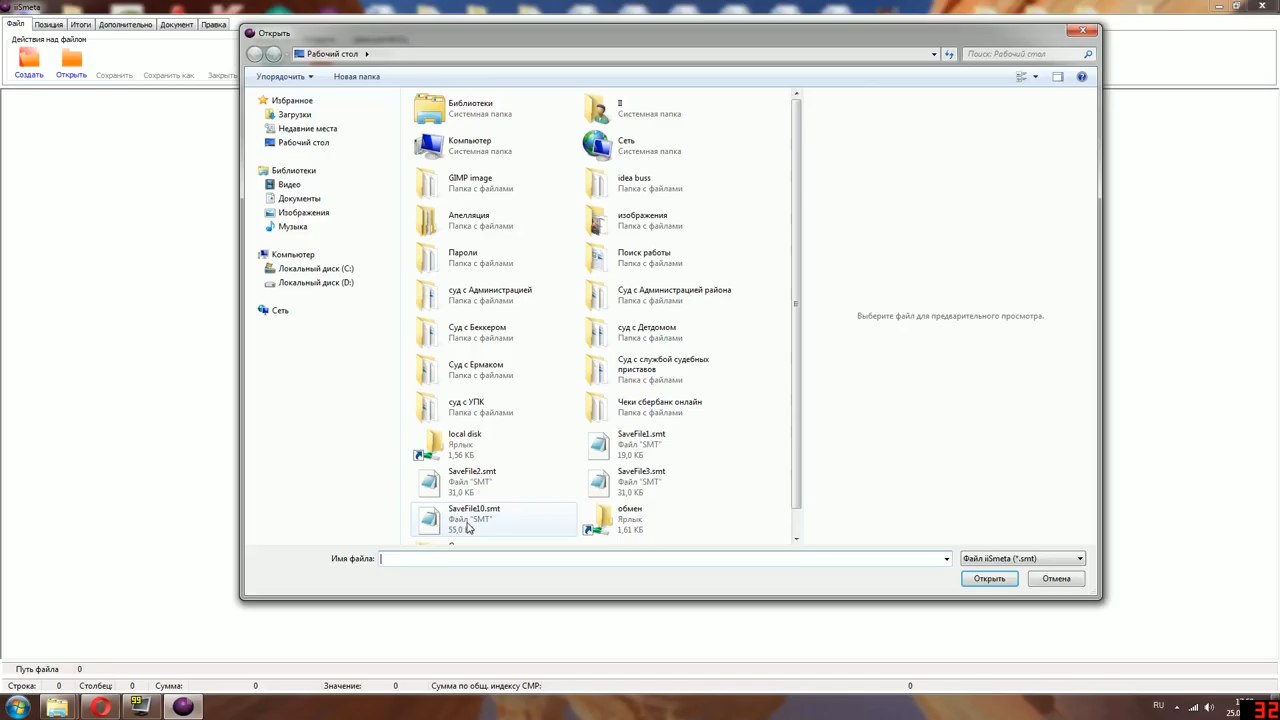 iiSmeta
Файл Позиция Итоги Дополнительно Документ Правка
Действия над файлом
Создать Открыть Сохранить Сохранить как Закрыть
Открыть
Рабочий стол
Поиск: Рабочий стол
Упорядочить Новая папка
Избранное
Загрузки
Недавние места
Рабочий стол
Библиотеки
Видео
Документы
Изображения
Музыка
Компьютер
Локальный диск (C:)
Локальный диск (D:)
Сеть
Библиотеки
Системная папка
II
Системная папка
Компьютер
Системная папка
Сеть
Системная папка
GIMP image
Папка с файлами
idea buss
Папка с файлами
Апелляция
Папка с файлами
изображения
Папка с файлами
Пароли
Папка с файлами
Поиск работы
Папка с файлами
суд с Администрацией
Папка с файлами
Суд с Администрацией района
Папка с файлами
Суд с Беккером
Папка с файлами
суд с Детдомом
Папка с файлами
Суд с Ермаком
Папка с файлами
Суд с службой судебных
приставов
Папка с файлами
суд с УПК
Папка с файлами
Чеки сбербанк онлайн
Папка с файлами
local disk
Ярлык
1,56 КБ
SaveFile1.smt
Файл "SMT"
19,0 КБ
SaveFile2.smt
Файл "SMT"
31,0 КБ
SaveFile3.smt
Файл "SMT"
31,0 КБ
SaveFile10.smt
Файл "SMT"
55,0 КБ
обмен
Ярлык
1,61 КБ
Выберите файл для предварительного просмотра.
Имя файла:
Файл iiSmeta (*.smt)
Открыть Отмена
Путь файла 0
Строка: 0 Столбец: 0 Сумма: 0 Значение: 0 Сумма по общ. индексу СМР: 0
99
RU
25.0
32